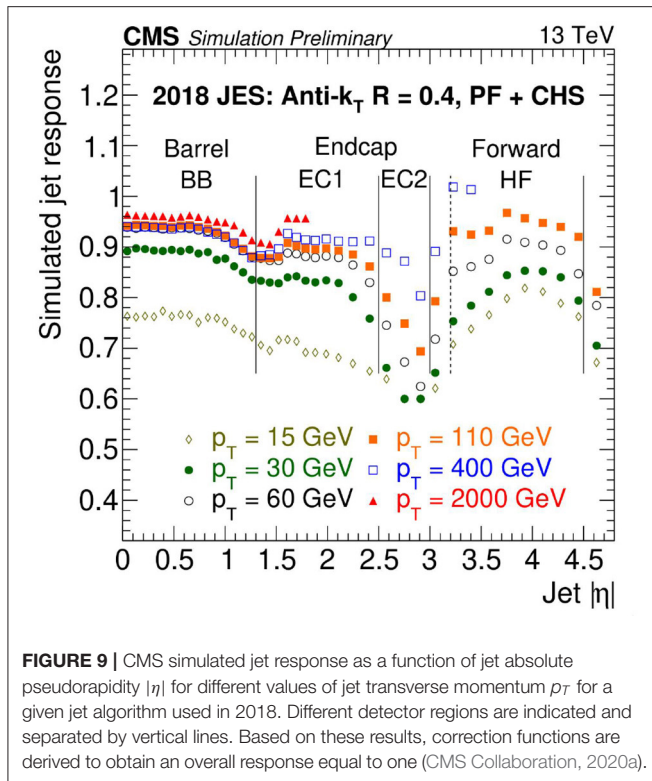 CMS Simulation Preliminary 13 TeV
2018 JES: Anti-kT R = 0.4, PF + CHS
Barrel Endcap Forward
BB EC1 EC2 HF
Simulated jet response
1.2
1.1
1
0.9
0.8
0.7
0.6
0.5
0.4
pT = 15 GeV pT = 110 GeV
pT = 30 GeV pT = 400 GeV
pT = 60 GeV pT = 2000 GeV
0 0.5 1 1.5 2 2.5 3 3.5 4 4.5
Jet |η|
FIGURE 9 | CMS simulated jet response as a function of jet absolute
pseudorapidity |η| for different values of jet transverse momentum pT for a
given jet algorithm used in 2018. Different detector regions are indicated and
separated by vertical lines. Based on these results, correction functions are
derived to obtain an overall response equal to one (CMS Collaboration, 2020a).